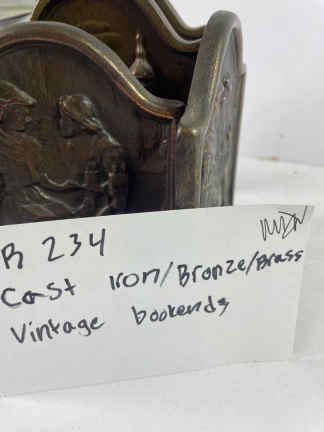 B 234
Cast Iron/Bronze/Brass
Vintage bookends